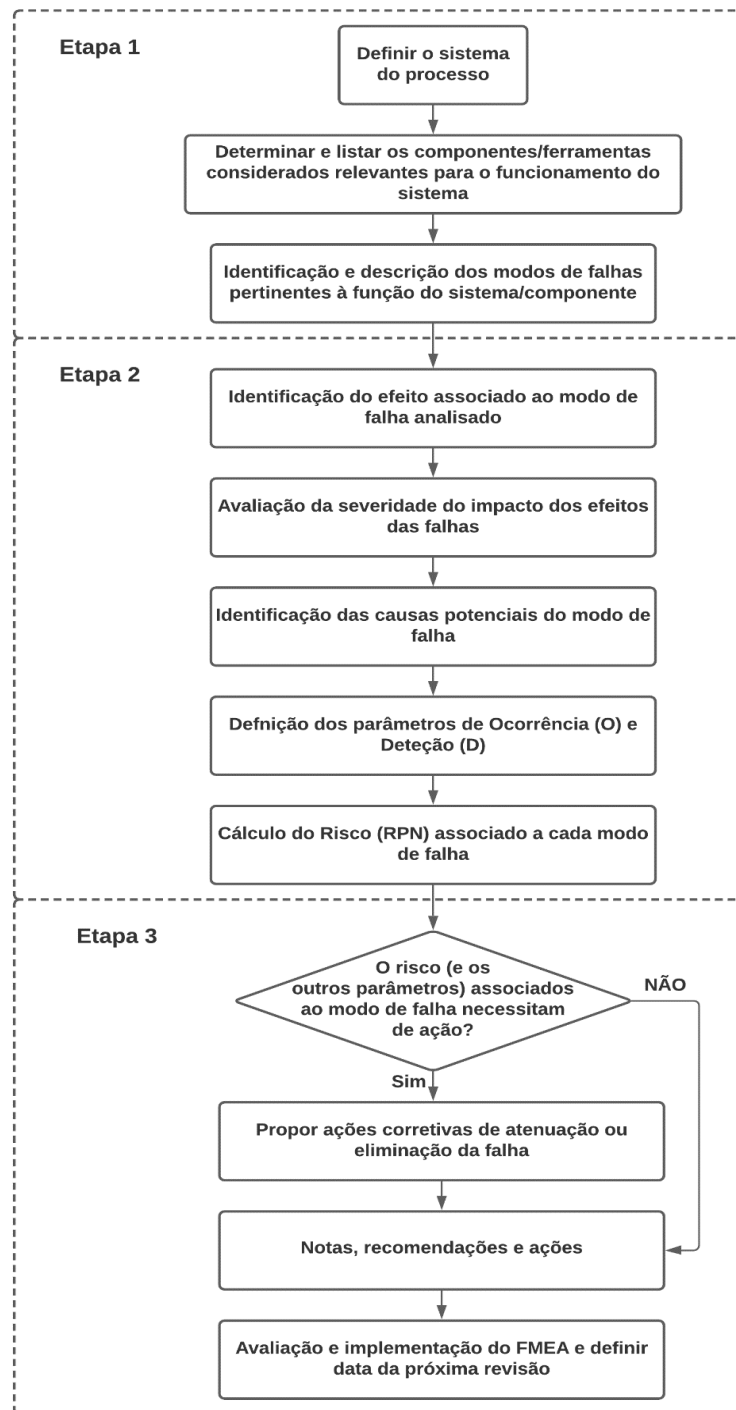 Etapa 1
Definir o sistema
do processo
Determinar e listar os componentes/ferramentas
considerados relevantes para o funcionamento do
sistema
Identificação e descrição dos modos de falhas
pertinentes à função do sistema/componente
Etapa 2
Identificação do efeito associado ao modo de
falha analisado
Avaliação da severidade do impacto dos efeitos
das falhas
Identificação das causas potenciais do modo de
falha
Defnição dos parâmetros de Ocorrência (O) e
Deteção (D)
Cálculo do Risco (RPN) associado a cada modo
de falha
Etapa 3
O risco (e os
outros parâmetros) associados
ao modo de falha necessitam
de ação?
NÃO
Sim
Propor ações corretivas de atenuação ou
eliminação da falha
Notas, recomendações e ações
Avaliação e implementação do FMEA e definir
data da próxima revisão